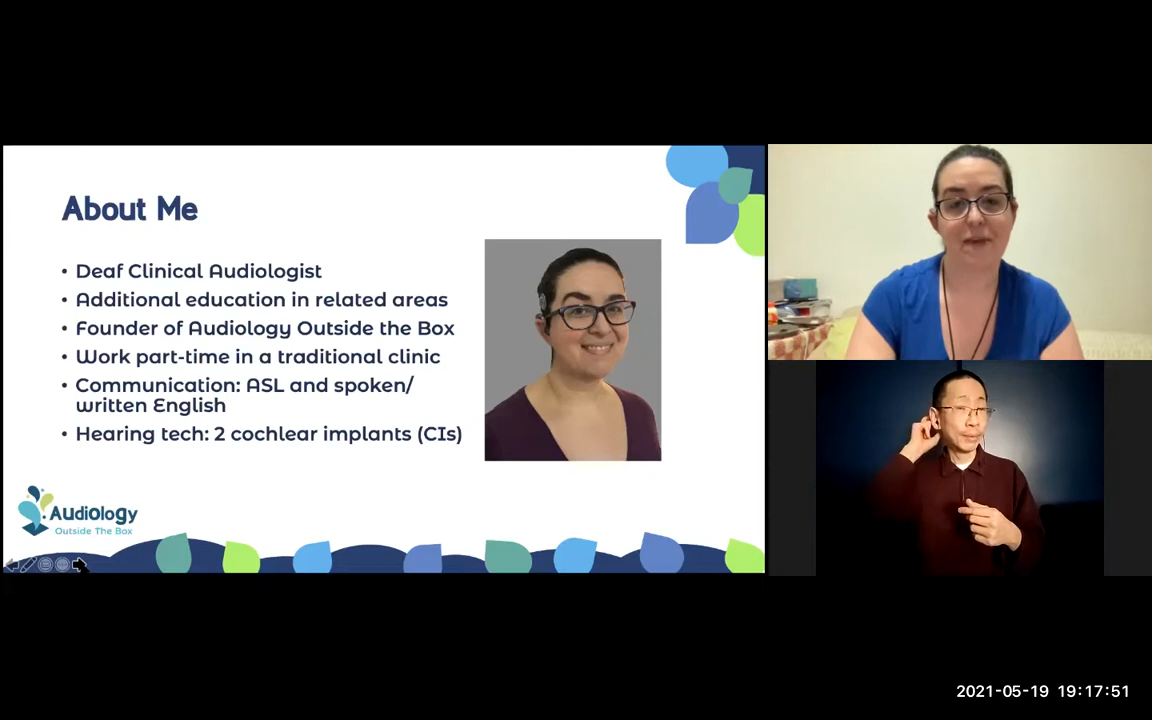 About Me
• Deaf Clinical Audiologist
• Additional education in related areas
• Founder of Audiology Outside the Box
• Work part-time in a traditional clinic
• Communication: ASL and spoken/
written English
• Hearing tech: 2 cochlear implants (CIs)
Audiology
Outside The Box
2021-05-19 19:17:51